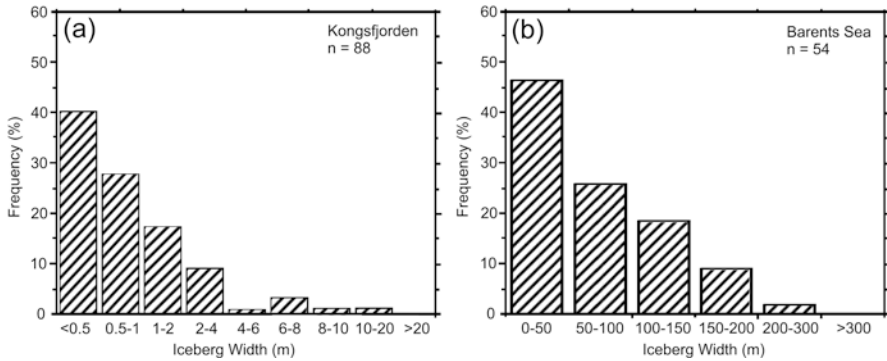 (a)
Kongsfjorden
n = 88
60
50
40
30
20
10
0
Frequency (%)
<0.5 0.5-1 1-2 2-4 4-6 6-8 8-10 10-20 >20
Iceberg Width (m)
(b)
Barents Sea
n = 54
60
50
40
30
20
10
0
Frequency (%)
0-50 50-100 100-150 150-200 200-300 >300
Iceberg Width (m)